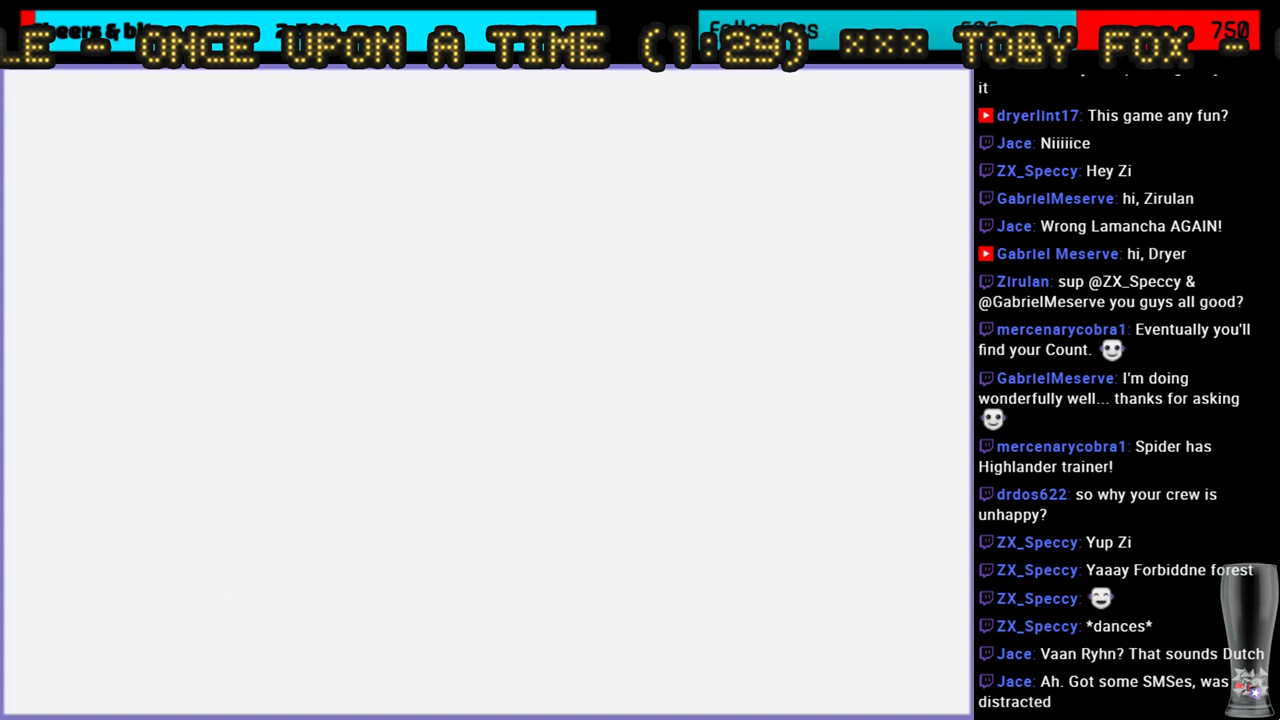 Followers 750
LE - ONCE UPON A TIME (1:29) ××× TOBY FOX -
it
dryerlint17: This game any fun?
Jace: Niiiiice
ZX_Speccy: Hey Zi
GabrielMeserve: hi, Zirulan
Jace: Wrong Lamancha AGAIN!
Gabriel Meserve: hi, Dryer
Zirulan: sup @ZX_Speccy &
@GabrielMeserve you guys all good?
mercenarycobra1: Eventually you'll
find your Count.
GabrielMeserve: I'm doing
wonderfully well... thanks for asking
mercenarycobra1: Spider has
Highlander trainer!
drdos622: so why your crew is
unhappy?
ZX_Speccy: Yup Zi
ZX_Speccy: Yaaay Forbiddne forest
ZX_Speccy:
ZX_Speccy: *dances*
Jace: Vaan Ryhn? That sounds Dutch
Jace: Ah. Got some SMSes, was
distracted